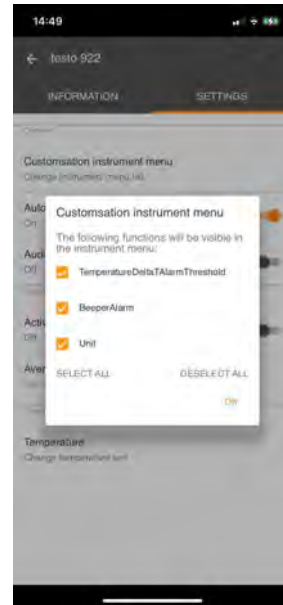 14:49
testo 922
INFORMATION
SETTINGS
Customsation instrument menu
Change instrument menu list
Auto
On
Customsation instrument menu
The following functions will be visible in
the instrument menu:
Audi
Off
TemperatureDeltaTAlarmThreshold
BeeperAlarm
Activ
Off
Unit
Aver
SELECT ALL
DESELECT ALL
Temperature
Change temperature unit